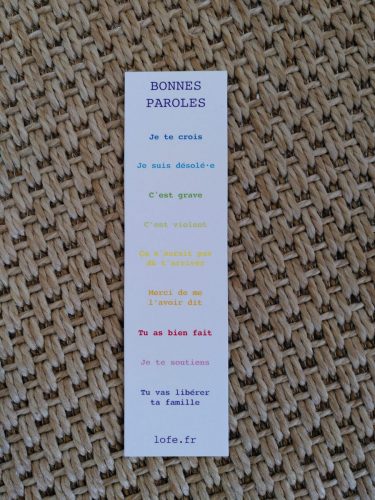 BONNES
PAROLES
Je te crois
Je suis désolé·e
C'est grave
C'est violent
Ça n'aurait pas
dû t'arriver
Merci de me
l'avoir dit
Tu as bien fait
Je te soutiens
Tu vas libérer
ta famille
lofe.fr